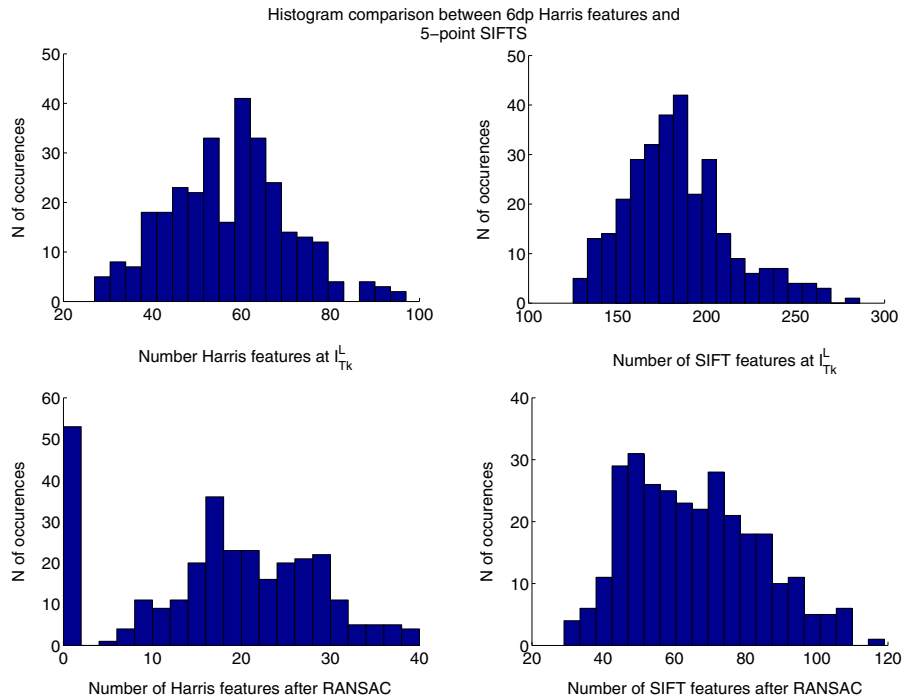 Histogram comparison between 6dp Harris features and
5−point SIFTS
50
40
30
20
10
0
N of occurences
20 40 60 80 100
Number Harris features at I^L_Tk
50
40
30
20
10
0
N of occurences
100 150 200 250 300
Number of SIFT features at I^L_Tk
60
50
40
30
20
10
0
N of occurences
0 10 20 30 40
Number of Harris features after RANSAC
40
30
20
10
0
N of occurences
20 40 60 80 100 120
Number of SIFT features after RANSAC